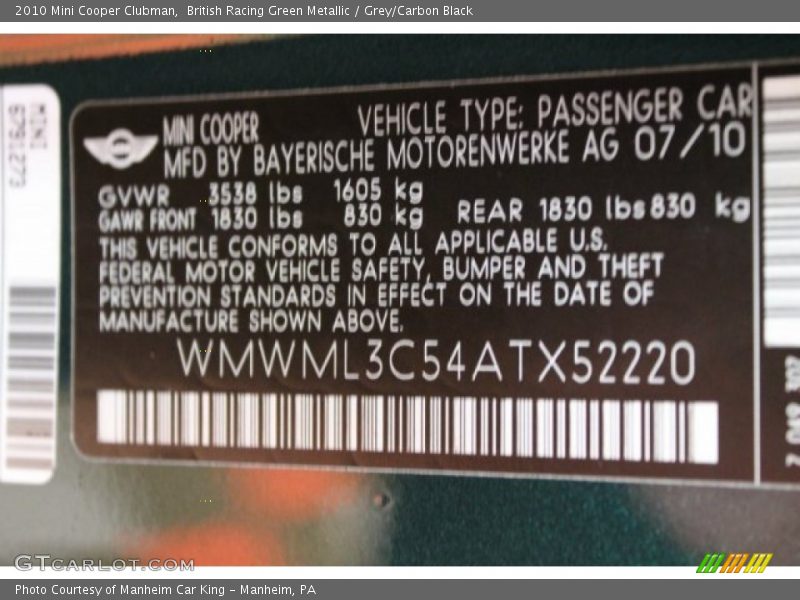 2010 Mini Cooper Clubman, British Racing Green Metallic / Grey/Carbon Black
MINI
6791273
MINI COOPER VEHICLE TYPE: PASSENGER CAR
MFD BY BAYERISCHE MOTORENWERKE AG 07/10
GVWR 3538 lbs 1605 kg
GAWR FRONT 1830 lbs 830 kg REAR 1830 lbs 830 kg
THIS VEHICLE CONFORMS TO ALL APPLICABLE U.S.
FEDERAL MOTOR VEHICLE SAFETY, BUMPER AND THEFT
PREVENTION STANDARDS IN EFFECT ON THE DATE OF
MANUFACTURE SHOWN ABOVE.
WMWML3C54ATX52220
GTCARLOT.COM
Photo Courtesy of Manheim Car King – Manheim, PA